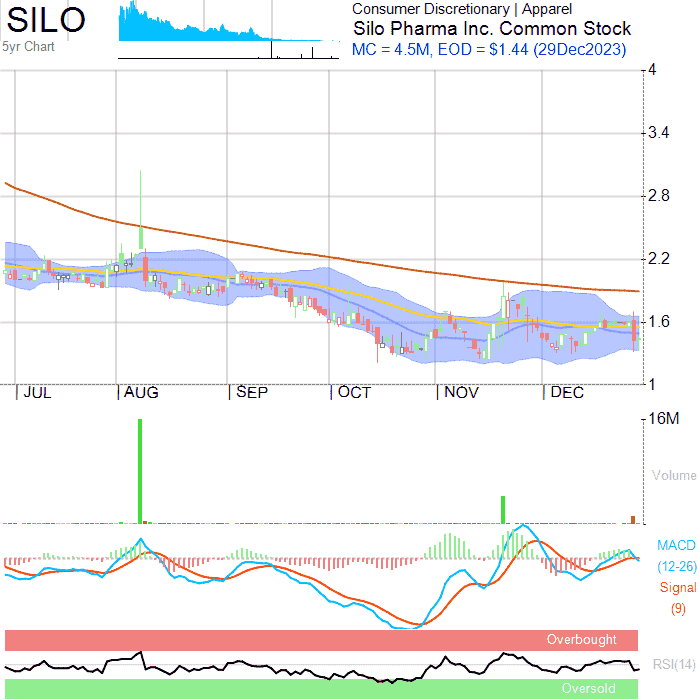 SILO
5yr Chart
Consumer Discretionary | Apparel
Silo Pharma Inc. Common Stock
MC = 4.5M, EOD = $1.44 (29Dec2023)
4
3.4
2.8
2.2
1.6
1
JUL AUG SEP OCT NOV DEC
16M
Volume
MACD
(12-26)
Signal
(9)
Overbought
RSI(14)
Oversold